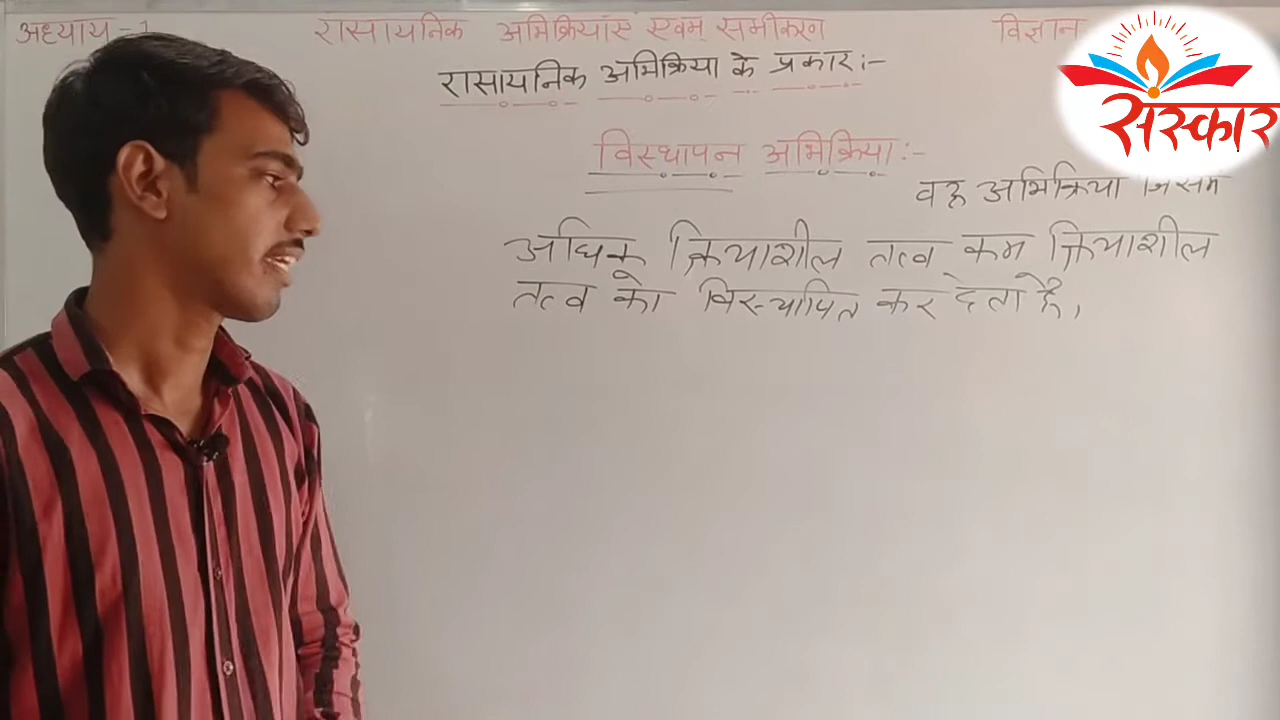 अध्याय-1 रासायनिक अभिक्रियाएं एवम् समीकरण विज्ञान
संस्कार
रासायनिक अभिक्रिया के प्रकार:-
विस्थापन अभिक्रिया:-
वह अभिक्रिया जिसमे
अधिक क्रियाशील तत्व कम क्रियाशील
तत्व को विस्थापित कर देता है,